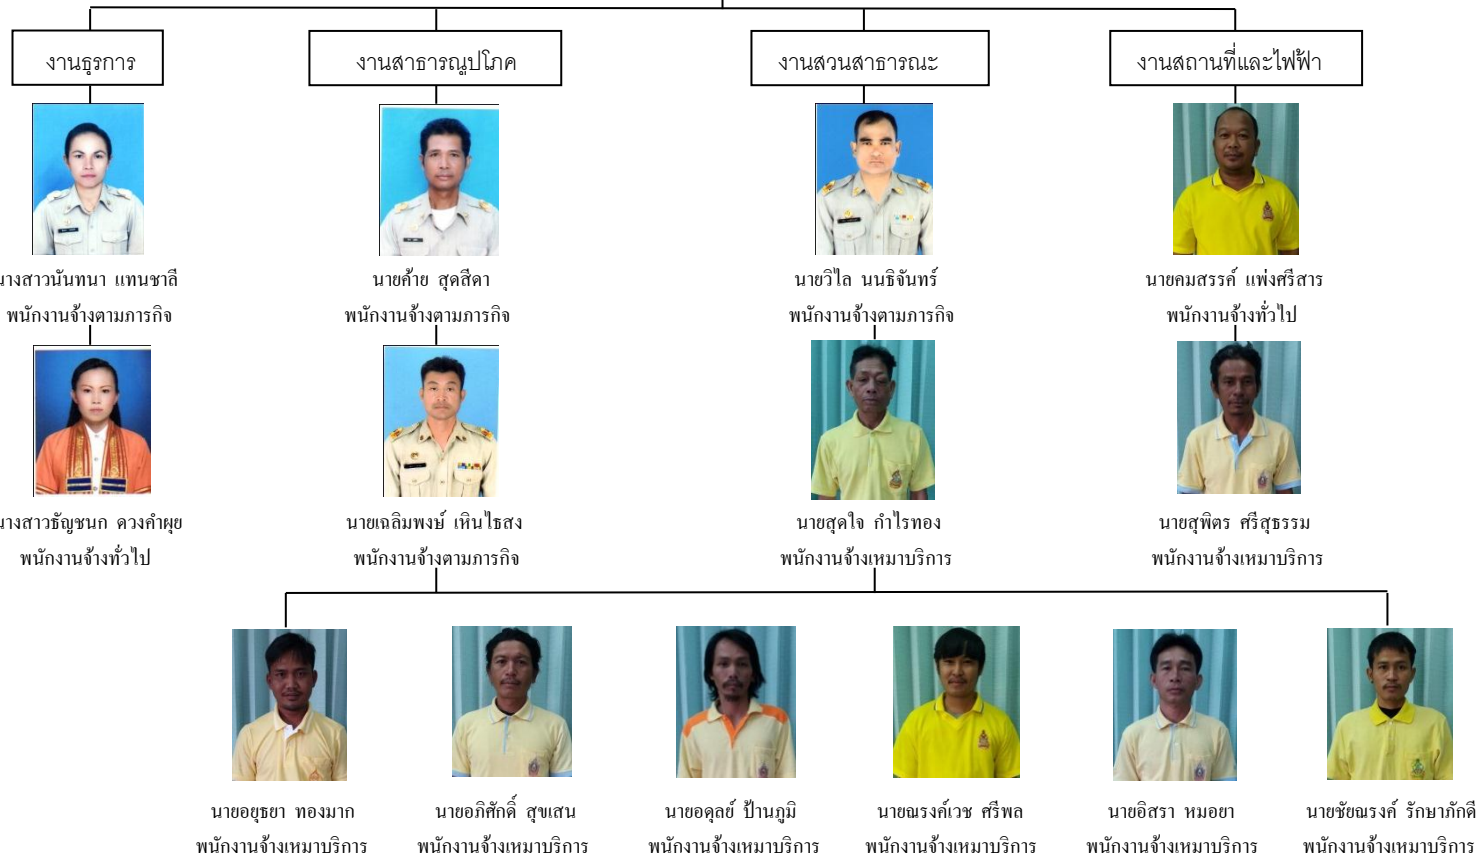 งานธุรการ
งานสาธารณูปโภค
งานสวนสาธารณะ
งานสถานที่และไฟฟ้า
นางสาวนันทนา แทนชาลี
พนักงานจ้างตามภารกิจ
นายค้าย สุดสีดา
พนักงานจ้างตามภารกิจ
นายวิไล นนธิจันทร์
พนักงานจ้างตามภารกิจ
นายคมสรรค์ แพ่งศรีสาร
พนักงานจ้างทั่วไป
นางสาวธัญชนก ดวงคำผุย
พนักงานจ้างทั่วไป
นายเฉลิมพงษ์ เหินไธสง
พนักงานจ้างตามภารกิจ
นายสุดใจ กำไรทอง
พนักงานจ้างเหมาบริการ
นายสุพิตร ศรีสุธรรม
พนักงานจ้างเหมาบริการ
นายอยุธยา ทองมาก
พนักงานจ้างเหมาบริการ
นายอภิศักดิ์ สุขเสน
พนักงานจ้างเหมาบริการ
นายอดุลย์ ป้านภูมิ
พนักงานจ้างเหมาบริการ
นายณรงค์เวช ศรีพล
พนักงานจ้างเหมาบริการ
นายอิสรา หมอยา
พนักงานจ้างเหมาบริการ
นายชัยณรงค์ รักษาภักดี
พนักงานจ้างเหมาบริการ